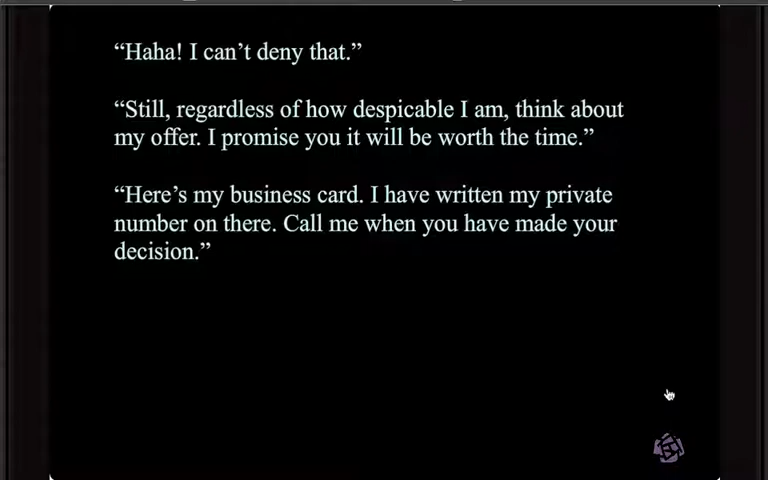 “Haha! I can’t deny that.”
“Still, regardless of how despicable I am, think about
my offer. I promise you it will be worth the time.”
“Here’s my business card. I have written my private
number on there. Call me when you have made your
decision.”